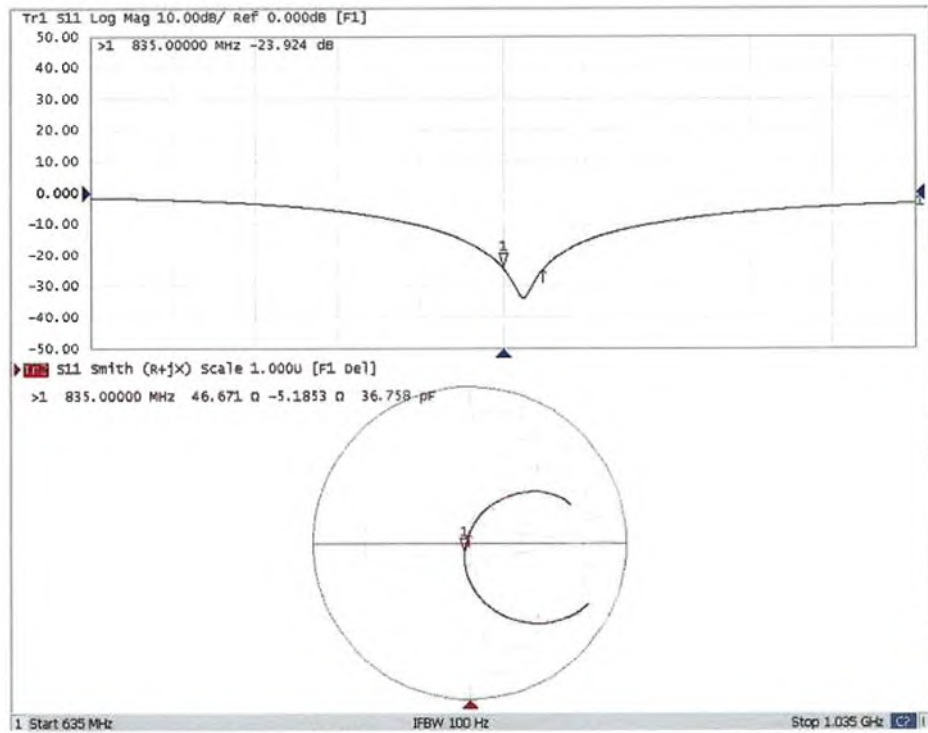 Tr1 S11 Log Mag 10.00dB/ Ref 0.000dB [F1]
50.00
>1 835.00000 MHz -23.924 dB
40.00
30.00
20.00
10.00
0.000
1
-10.00
1
-20.00
-30.00
-40.00
-50.00
S11 Smith (R+jX) Scale 1.000U [F1 Del]
>1 835.00000 MHz 46.671 Ω -5.1853 Ω 36.758 pF
1
1 Start 635 MHz IFBW 100 Hz Stop 1.035 GHz C?